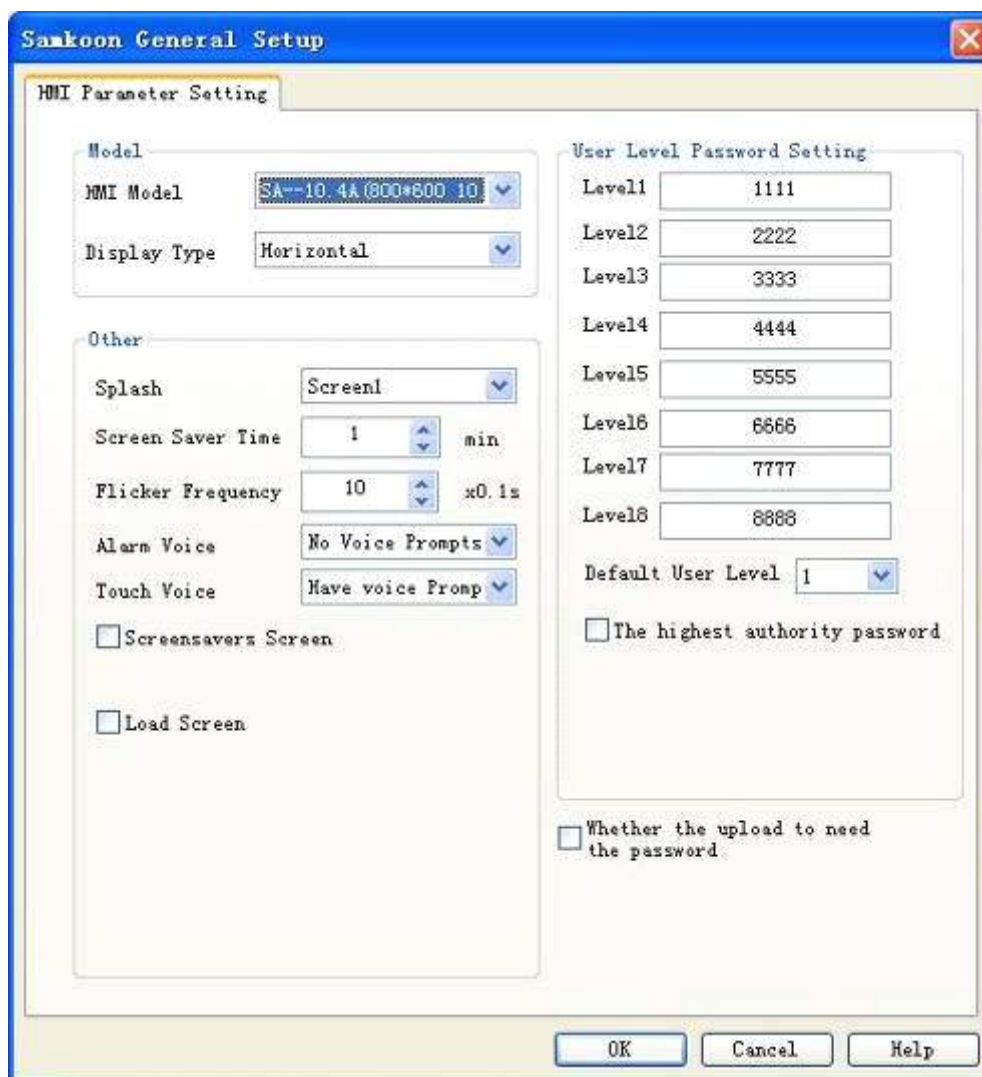 Samkoon General Setup
HMI Parameter Setting
Model
HMI Model SA--10.4A(800*600 10
Display Type Horizontal
Other
Splash Screen1
Screen Saver Time 1 min
Flicker Frequency 10 x0.1s
Alarm Voice No Voice Prompts
Touch Voice Have voice Promp
Screensavers Screen
Load Screen
User Level Password Setting
Level1 1111
Level2 2222
Level3 3333
Level4 4444
Level5 5555
Level6 6666
Level7 7777
Level8 8888
Default User Level 1
The highest authority password
Whether the upload to need
the password
OK Cancel Help